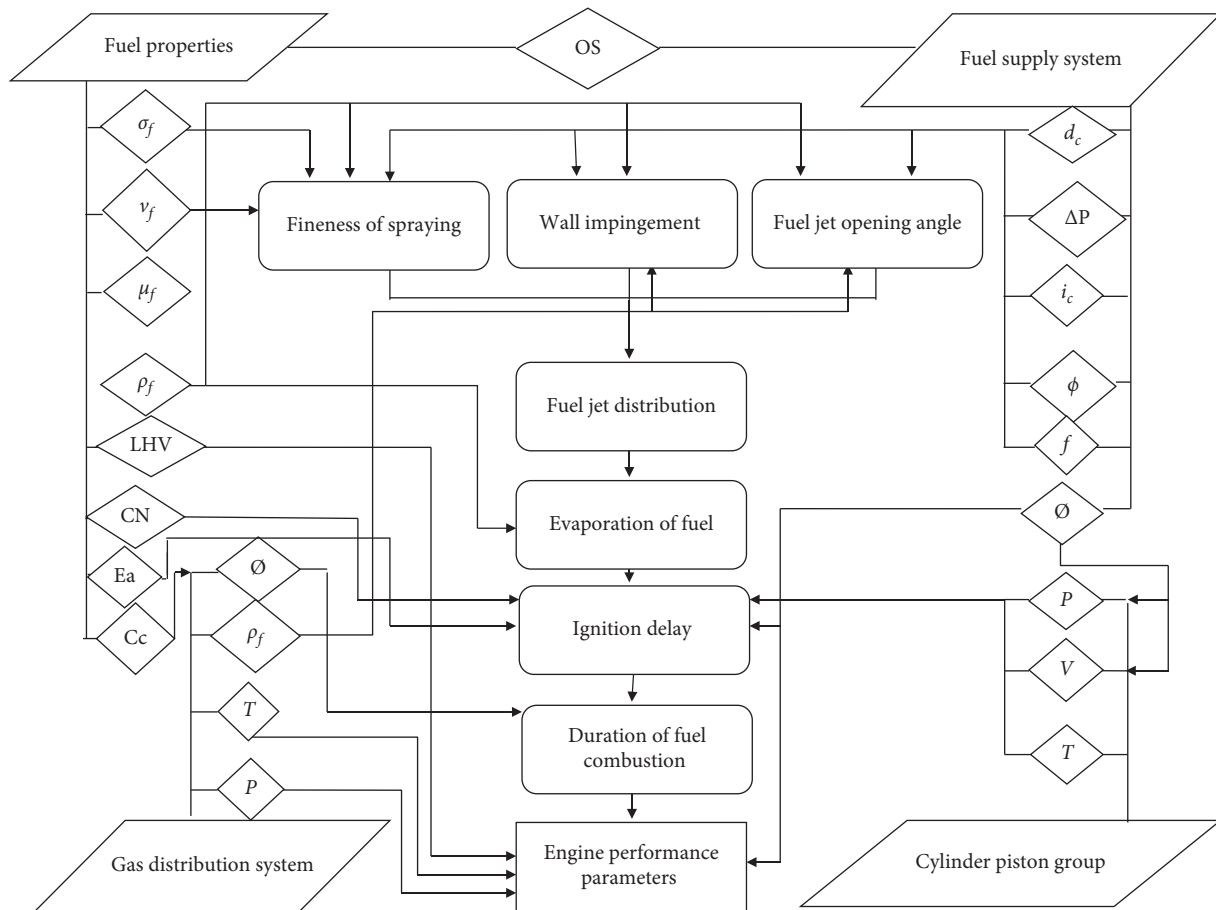 Fuel properties
OS
Fuel supply system
σf
dc
νf
Fineness of spraying
Wall impingement
Fuel jet opening angle
ΔP
μf
ic
ρf
Fuel jet distribution
ϕ
LHV
f
CN
Evaporation of fuel
Ø
Ea
Ø
Cc
ρf
Ignition delay
P
V
T
Duration of fuel
combustion
T
P
Gas distribution system
Engine performance
parameters
Cylinder piston group